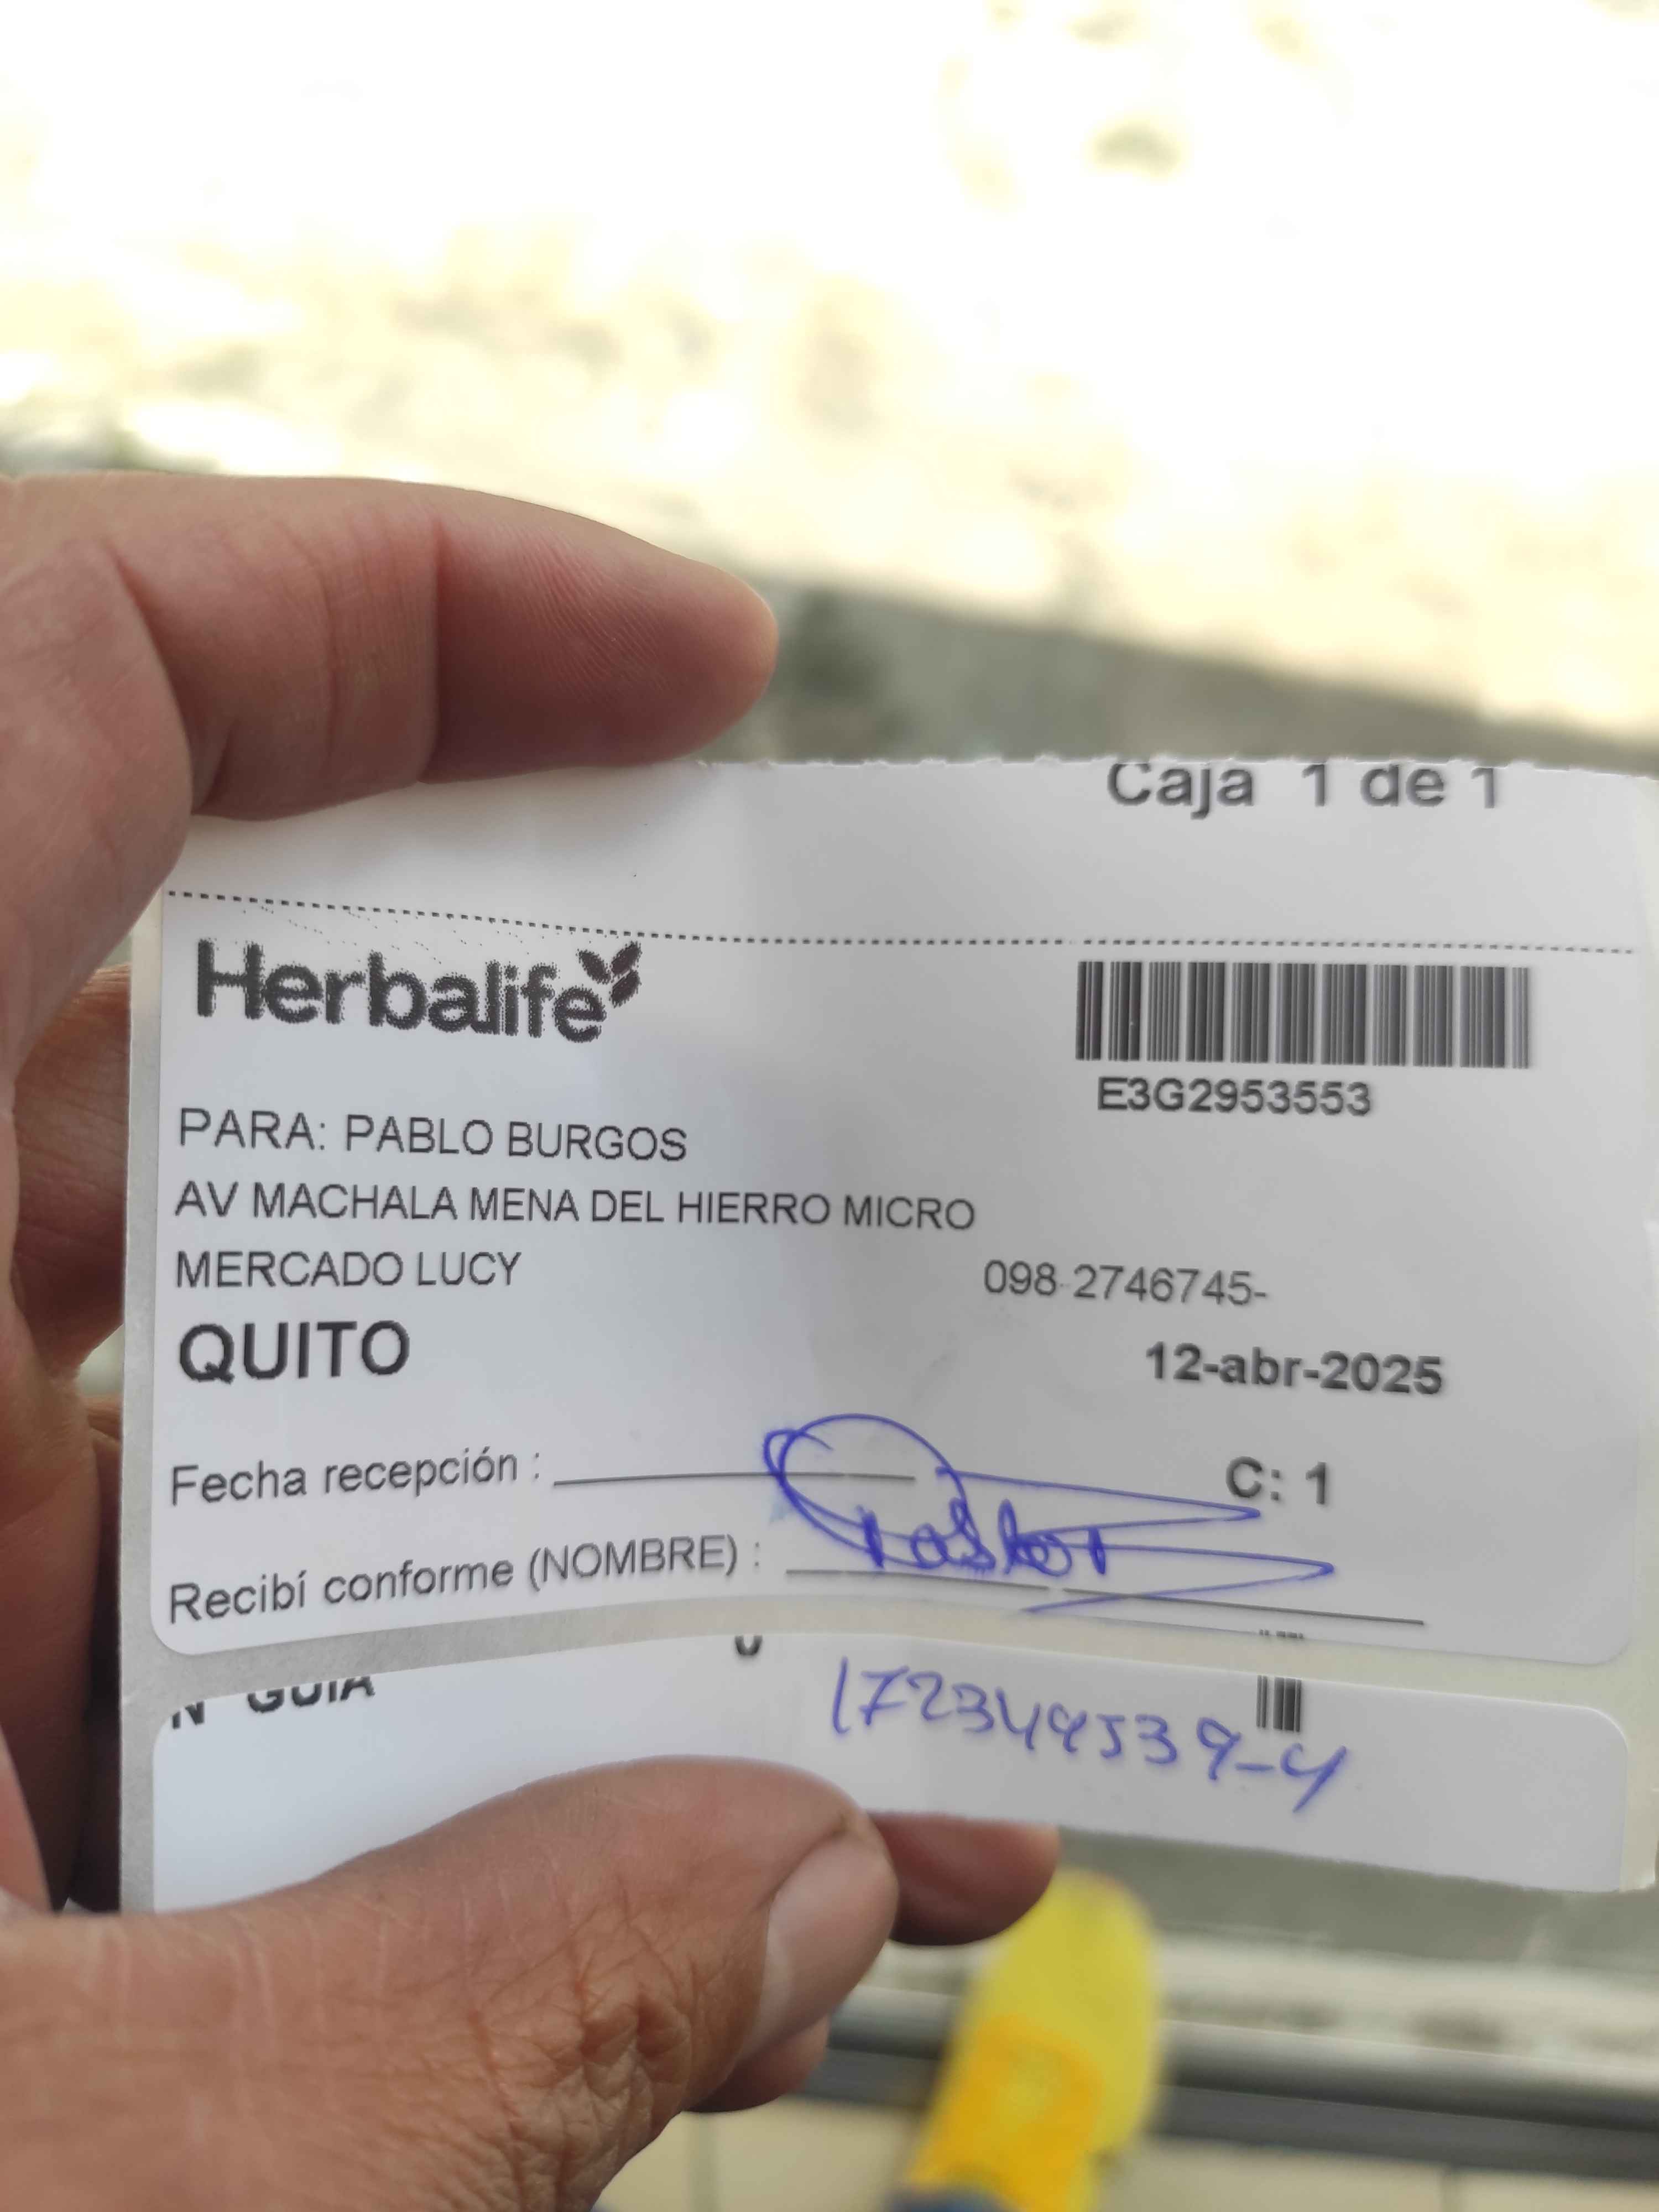 Caja 1 de 1
Herbalife
E3G2953553
PARA: PABLO BURGOS
AV MACHALA MENA DEL HIERRO MICRO
MERCADO LUCY
098-2746745-
QUITO
12-abr-2025
Fecha recepción :
C: 1
Recibí conforme (NOMBRE) :
N° GUIA
172349539-4